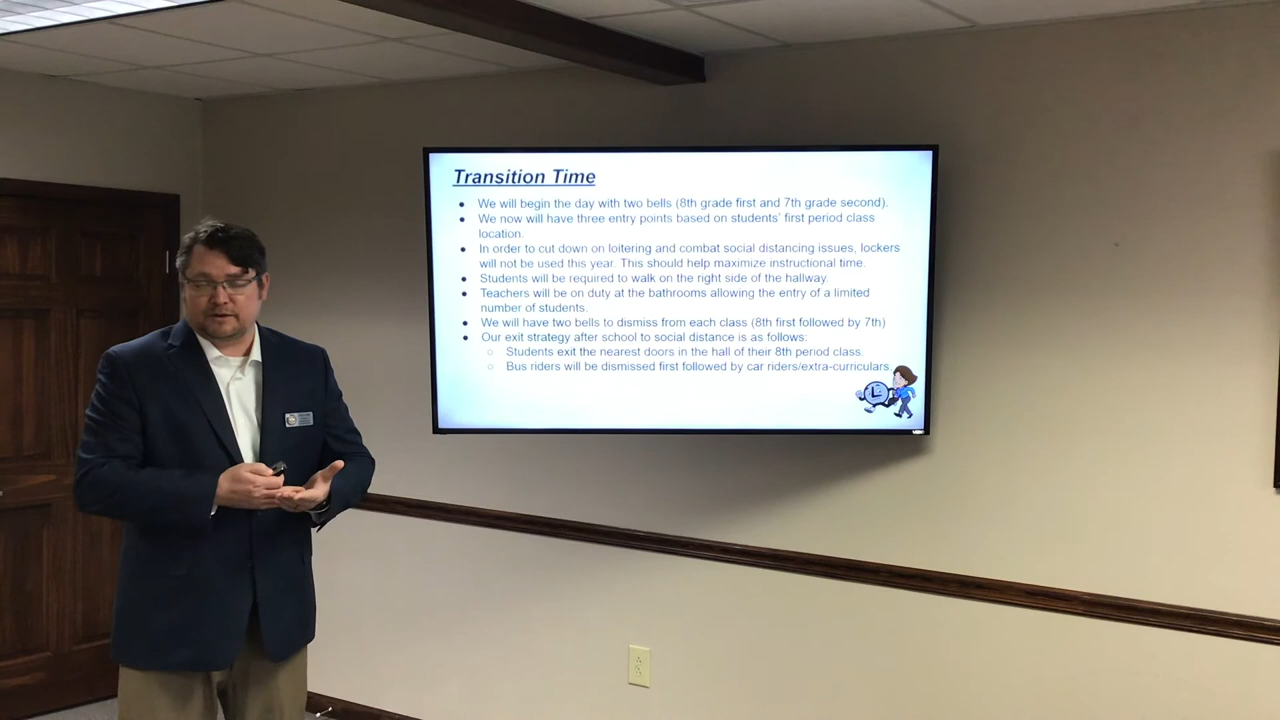 Transition Time
● We will begin the day with two bells (8th grade first and 7th grade second).
● We now will have three entry points based on students' first period class
location.
● In order to cut down on loitering and combat social distancing issues, lockers
will not be used this year. This should help maximize instructional time.
● Students will be required to walk on the right side of the hallway.
● Teachers will be on duty at the bathrooms allowing the entry of a limited
number of students.
● We will have two bells to dismiss from each class (8th first followed by 7th)
● Our exit strategy after school to social distance is as follows:
○ Students exit the nearest doors in the hall of their 8th period class.
○ Bus riders will be dismissed first followed by car riders/extra-curriculars.